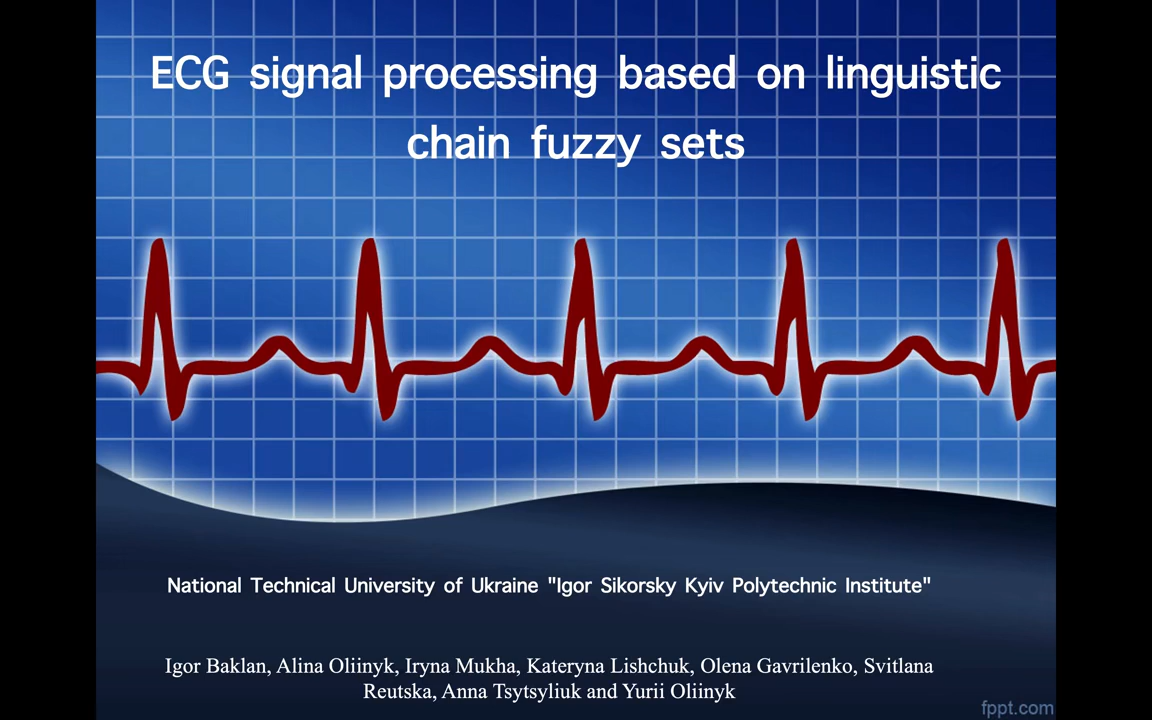 ECG signal processing based on linguistic
chain fuzzy sets
National Technical University of Ukraine "Igor Sikorsky Kyiv Polytechnic Institute"
Igor Baklan, Alina Oliinyk, Iryna Mukha, Kateryna Lishchuk, Olena Gavrilenko, Svitlana
Reutska, Anna Tsytsyliuk and Yurii Oliinyk
fppt.com